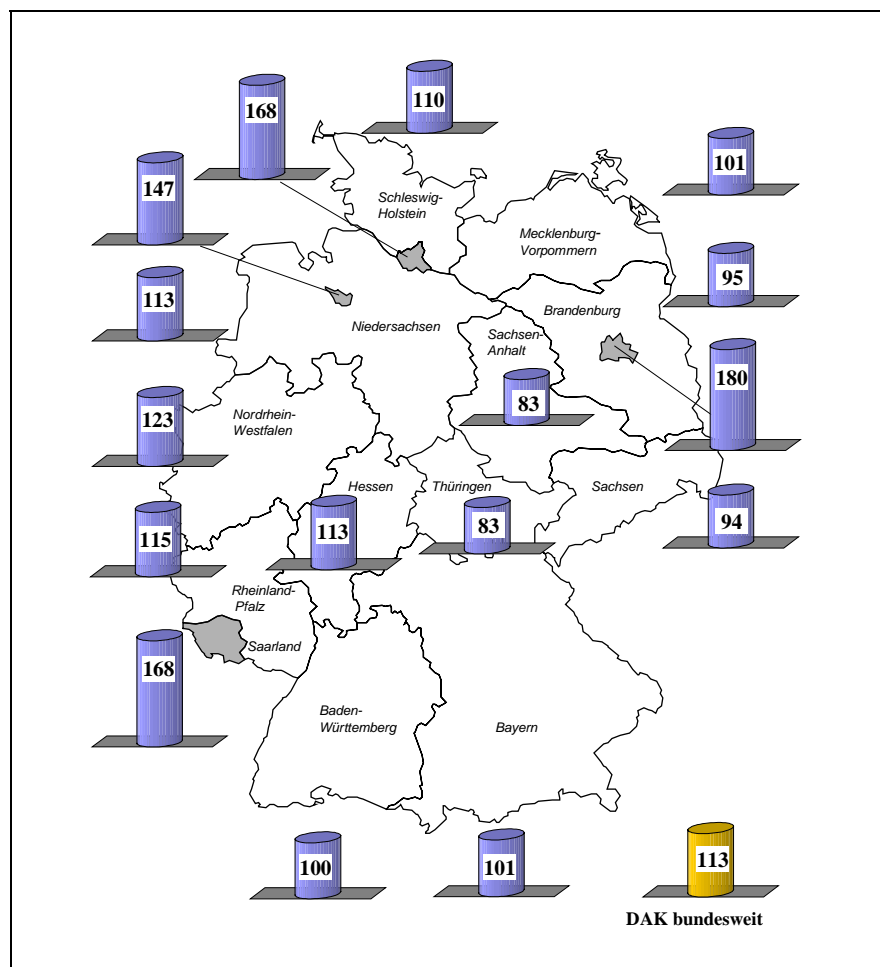 168
110
101
147
Schleswig-
Holstein
Mecklenburg-
Vorpommern
95
113
Brandenburg
Niedersachsen
Sachsen-
Anhalt
180
83
123
Nordrhein-
Westfalen
Hessen
Thüringen
Sachsen
115
113
83
94
Rheinland-
Pfalz
Saarland
168
Baden-
Württemberg
Bayern
100
101
113
DAK bundesweit